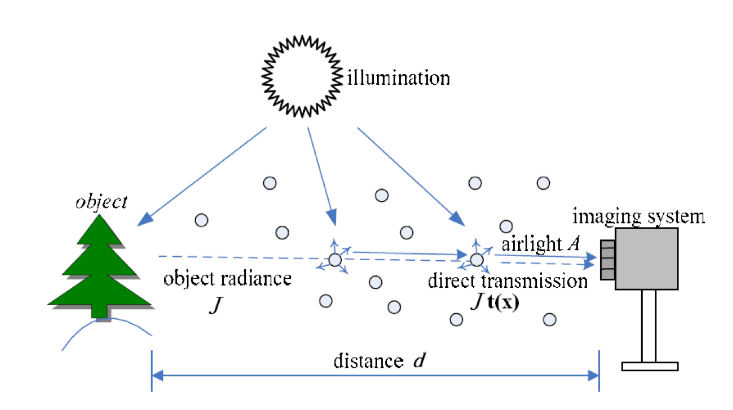 illumination
object
imaging system
airlight A
object radiance
J
direct transmission
J t(x)
distance d